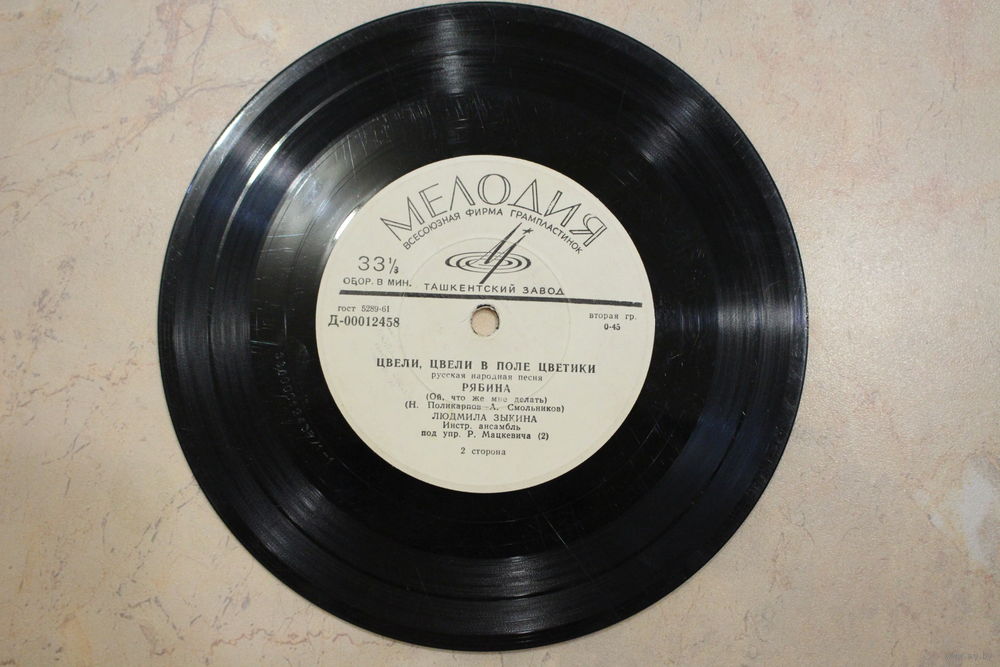 МЕЛОДИЯ
ВСЕСОЮЗНАЯ ФИРМА ГРАМПЛАСТИНОК
33⅓
ОБОР. В МИН.
ТАШКЕНТСКИЙ ЗАВОД
гост 5289-61
Д-00012458
вторая гр.
0-45
ЦВЕЛИ, ЦВЕЛИ В ПОЛЕ ЦВЕТИКИ
русская народная песня
РЯБИНА
(Ой, что же мне делать)
(Н. Поликарпов—А. Смольников)
ЛЮДМИЛА ЗЫКИНА
Инстр. ансамбль
под упр. Р. Мацкевича (2)
2 сторона